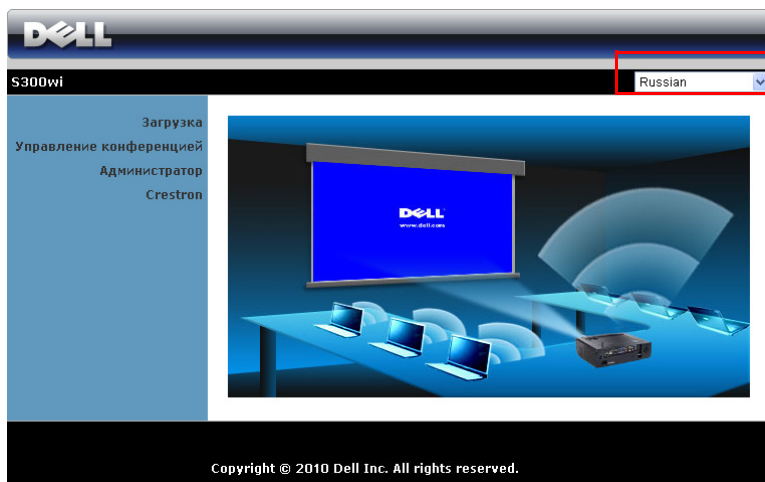 DELL
S300wi
Russian
Загрузка
Управление конференцией
Администратор
Crestron
DELL
www.dell.com
Copyright © 2010 Dell Inc. All rights reserved.